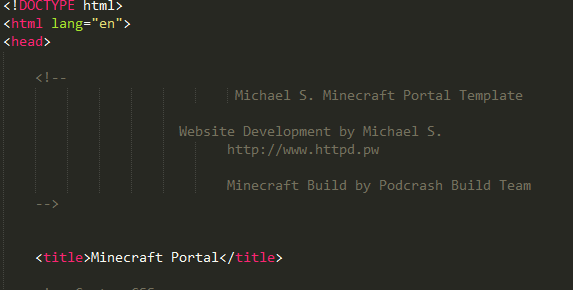 <!DOCTYPE html>
<html lang="en">
<head>
<!--
Michael S. Minecraft Portal Template
Website Development by Michael S.
http://www.httpd.pw
Minecraft Build by Podcrash Build Team
-->
<title>Minecraft Portal</title>